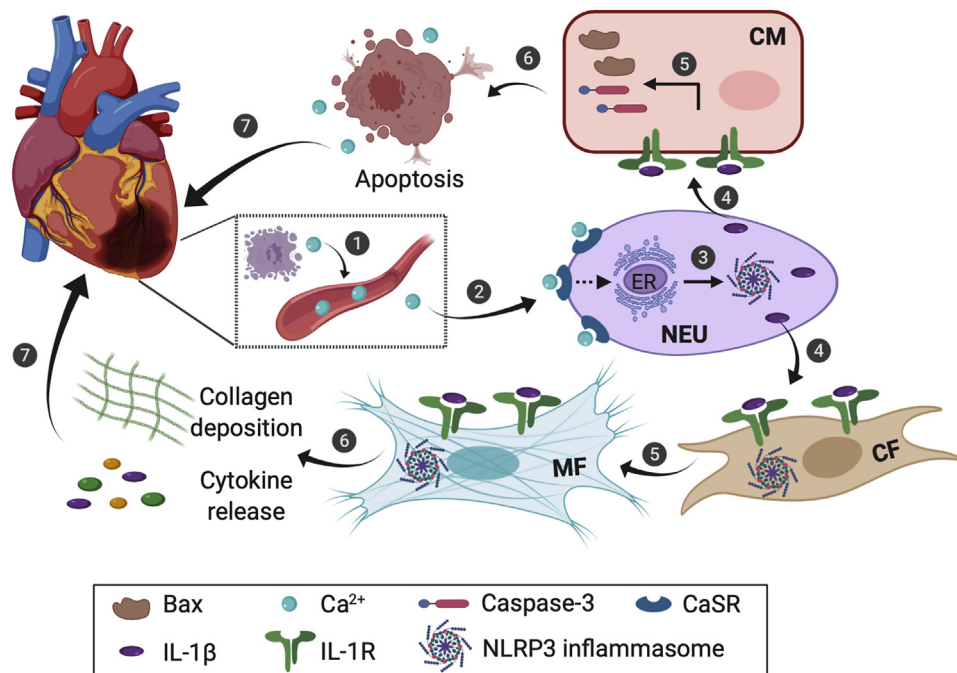 CM
5
6
7
Apoptosis
4
1
2
3
ER
NEU
4
7
Collagen
deposition
Cytokine
release
6
MF
5
CF
Bax
Ca²⁺
Caspase-3
CaSR
IL-1β
IL-1R
NLRP3 inflammasome